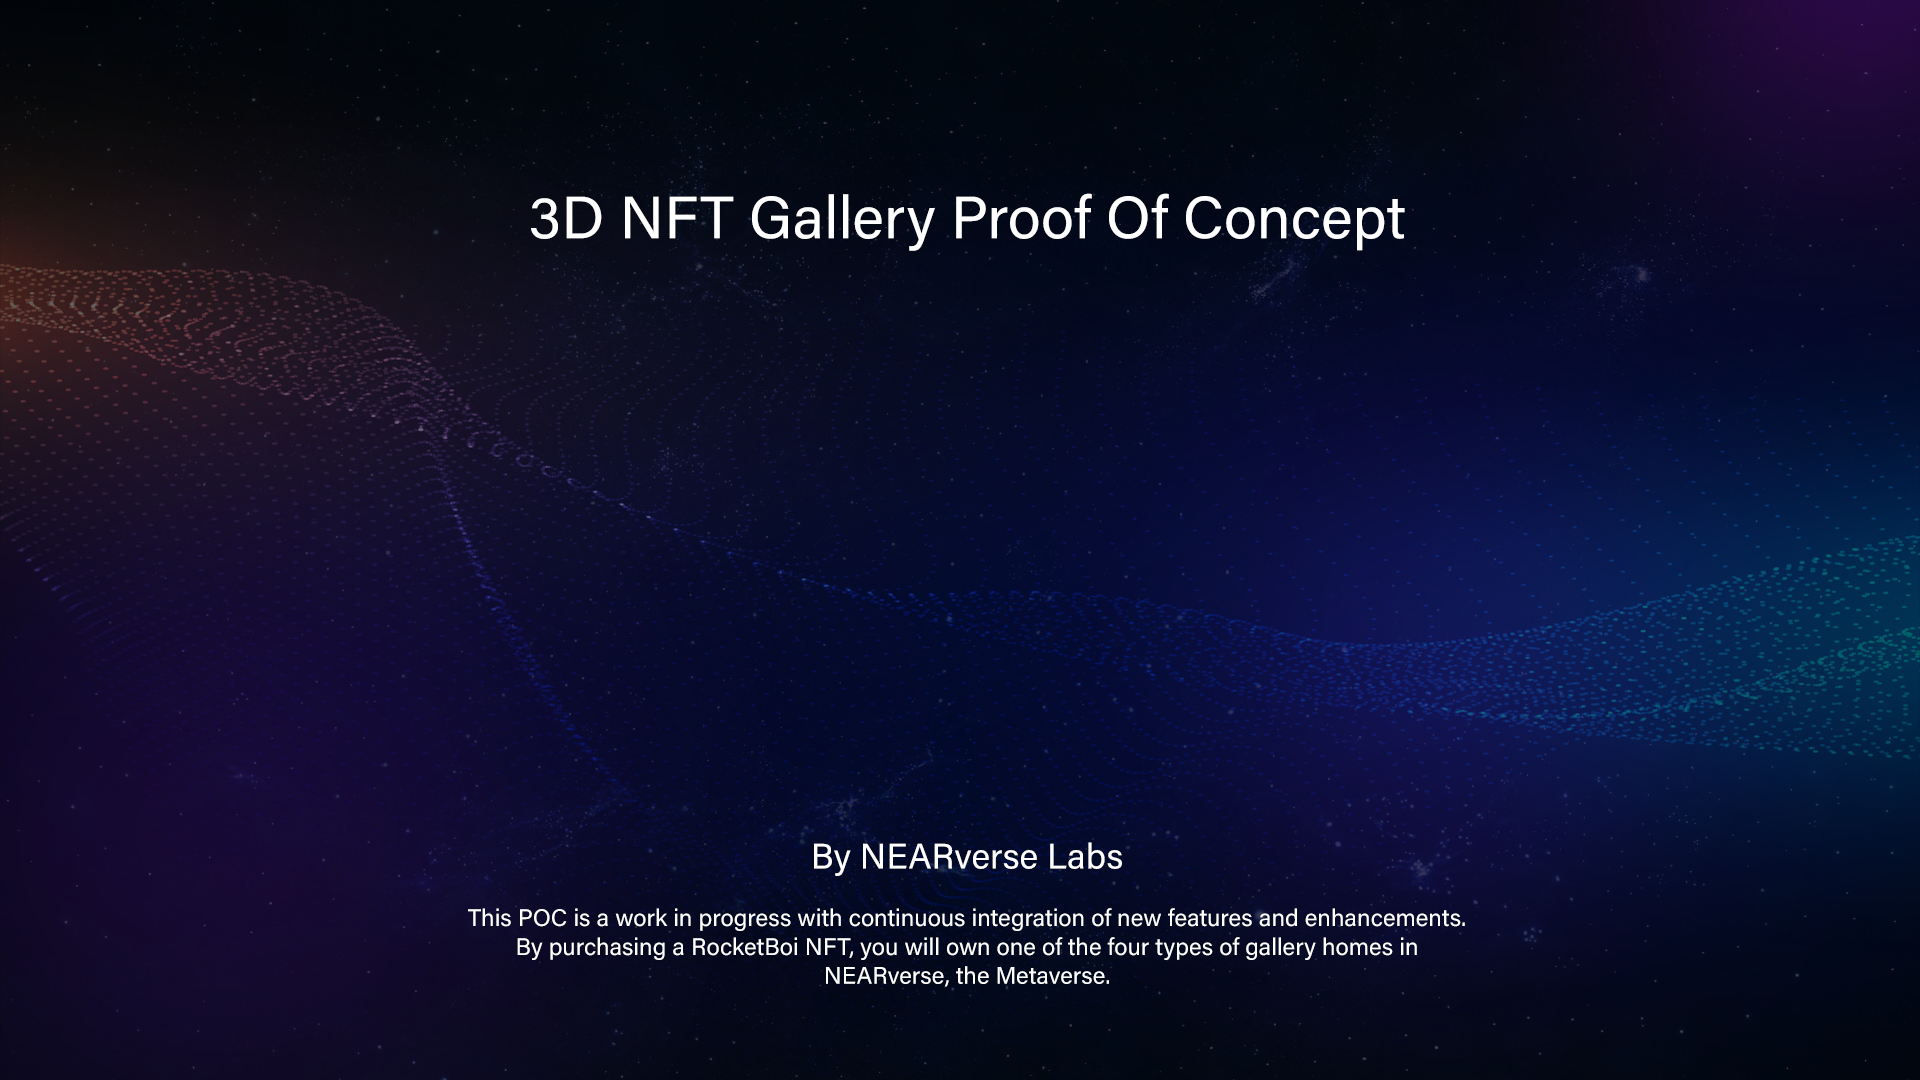 3D NFT Gallery Proof Of Concept
By NEARverse Labs
This POC is a work in progress with continuous integration of new features and enhancements.
By purchasing a RocketBoi NFT, you will own one of the four types of gallery homes in
NEARverse, the Metaverse.